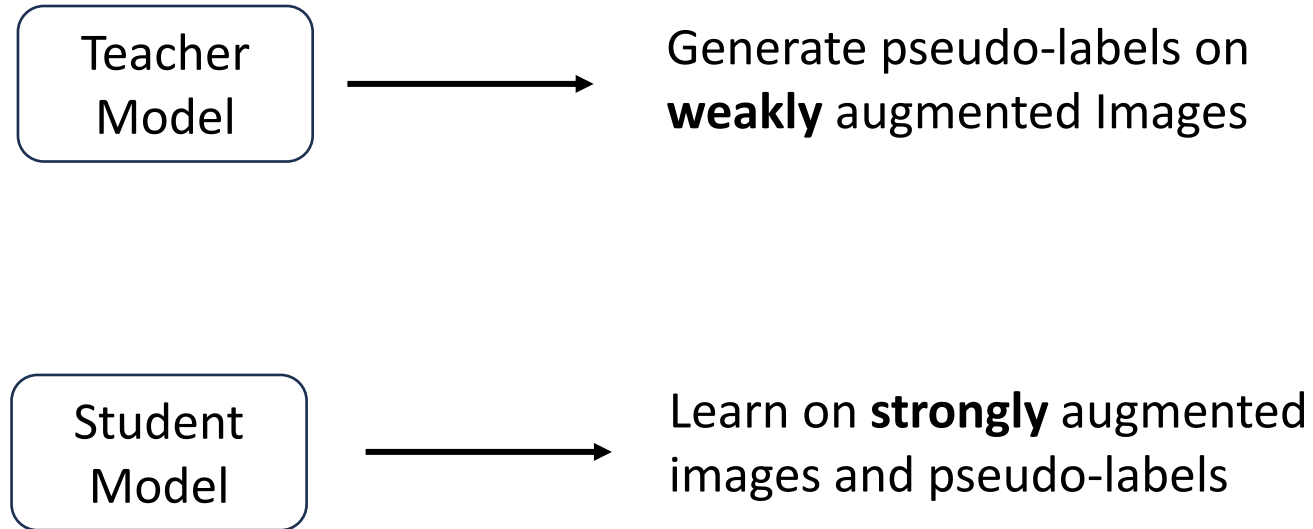 Teacher
Model
Generate pseudo-labels on
weakly augmented Images
Student
Model
Learn on strongly augmented
images and pseudo-labels